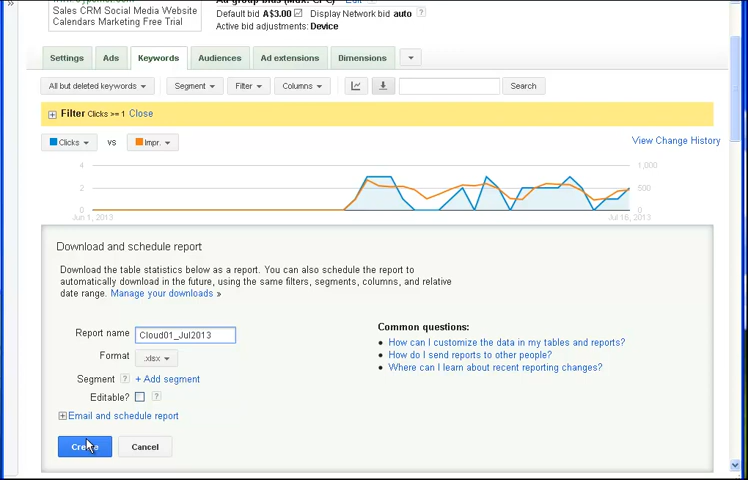 Sales CRM Social Media Website
Calendars Marketing Free Trial
Default bid A$3.00 Display Network bid auto ?
Active bid adjustments: Device
Settings Ads Keywords Audiences Ad extensions Dimensions
All but deleted keywords Segment Filter Columns Search
Filter Clicks >= 1 Close
Clicks vs Impr. View Change History
4 1,000
2 500
0 0
Jun 1, 2013 Jul 16, 2013
Download and schedule report
Download the table statistics below as a report. You can also schedule the report to
automatically download in the future, using the same filters, segments, columns, and relative
date range. Manage your downloads »
Report name Cloud01_Jul2013
Format .xlsx
Segment ? + Add segment
Editable? ?
Email and schedule report
Create Cancel
Common questions:
• How can I customize the data in my tables and reports?
• How do I send reports to other people?
• Where can I learn about recent reporting changes?